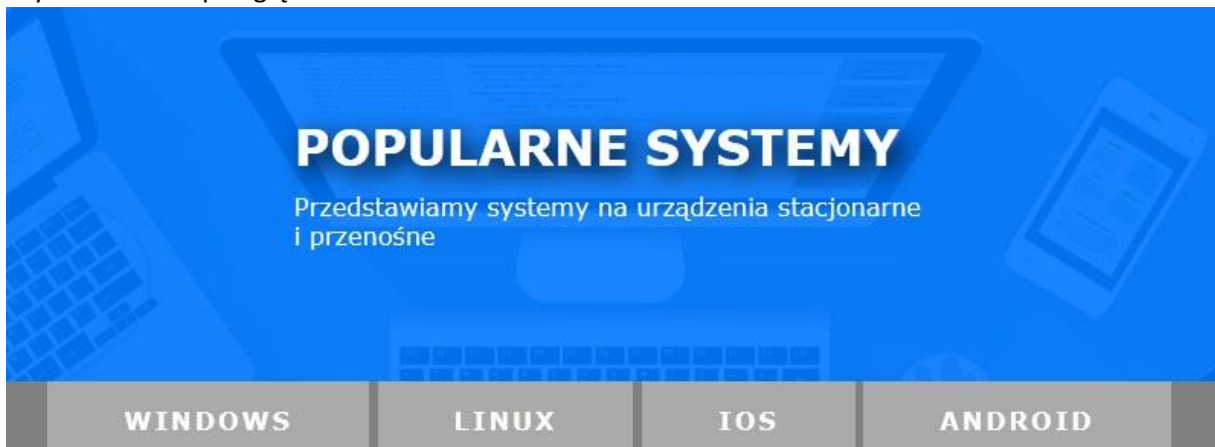 POPULARNE SYSTEMY
Przedstawiamy systemy na urządzenia stacjonarne
i przenośne
WINDOWS LINUX IOS ANDROID